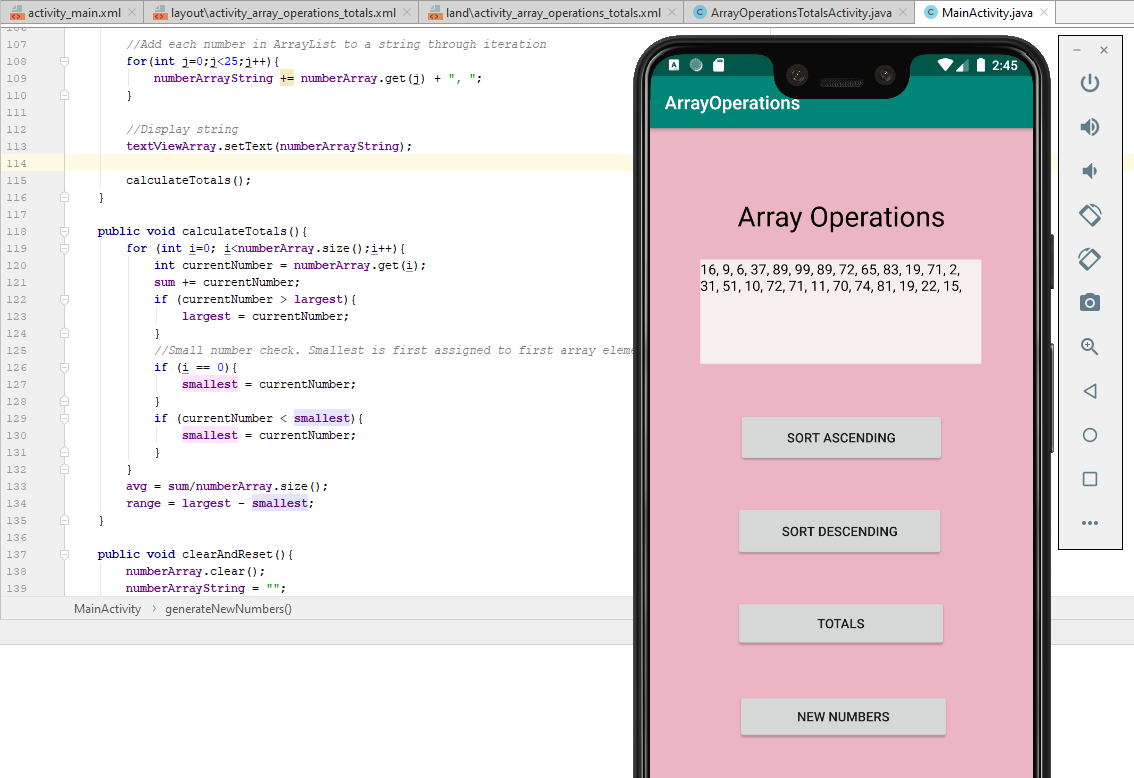 activity_main.xml layout\activity_array_operations_totals.xml land\activity_array_operations_totals.xml ArrayOperationsTotalsActivity.java MainActivity.java
107 //Add each number in ArrayList to a string through iteration
108 for(int j=0;j<25;j++){
109 numberArrayString += numberArray.get(j) + ", ";
110 }
111
112 //Display string
113 textViewArray.setText(numberArrayString);
114
115 calculateTotals();
116 }
117
118 public void calculateTotals(){
119 for (int i=0; i<numberArray.size();i++){
120 int currentNumber = numberArray.get(i);
121 sum += currentNumber;
122 if (currentNumber > largest){
123 largest = currentNumber;
124 }
125 //Small number check. Smallest is first assigned to first array eleme
126 if (i == 0){
127 smallest = currentNumber;
128 }
129 if (currentNumber < smallest){
130 smallest = currentNumber;
131 }
132 }
133 avg = sum/numberArray.size();
134 range = largest - smallest;
135 }
136
137 public void clearAndReset(){
138 numberArray.clear();
139 numberArrayString = "";
MainActivity > generateNewNumbers()
A 2:45
ArrayOperations
Array Operations
16, 9, 6, 37, 89, 99, 89, 72, 65, 83, 19, 71, 2,
31, 51, 10, 72, 71, 11, 70, 74, 81, 19, 22, 15,
SORT ASCENDING
SORT DESCENDING
TOTALS
NEW NUMBERS